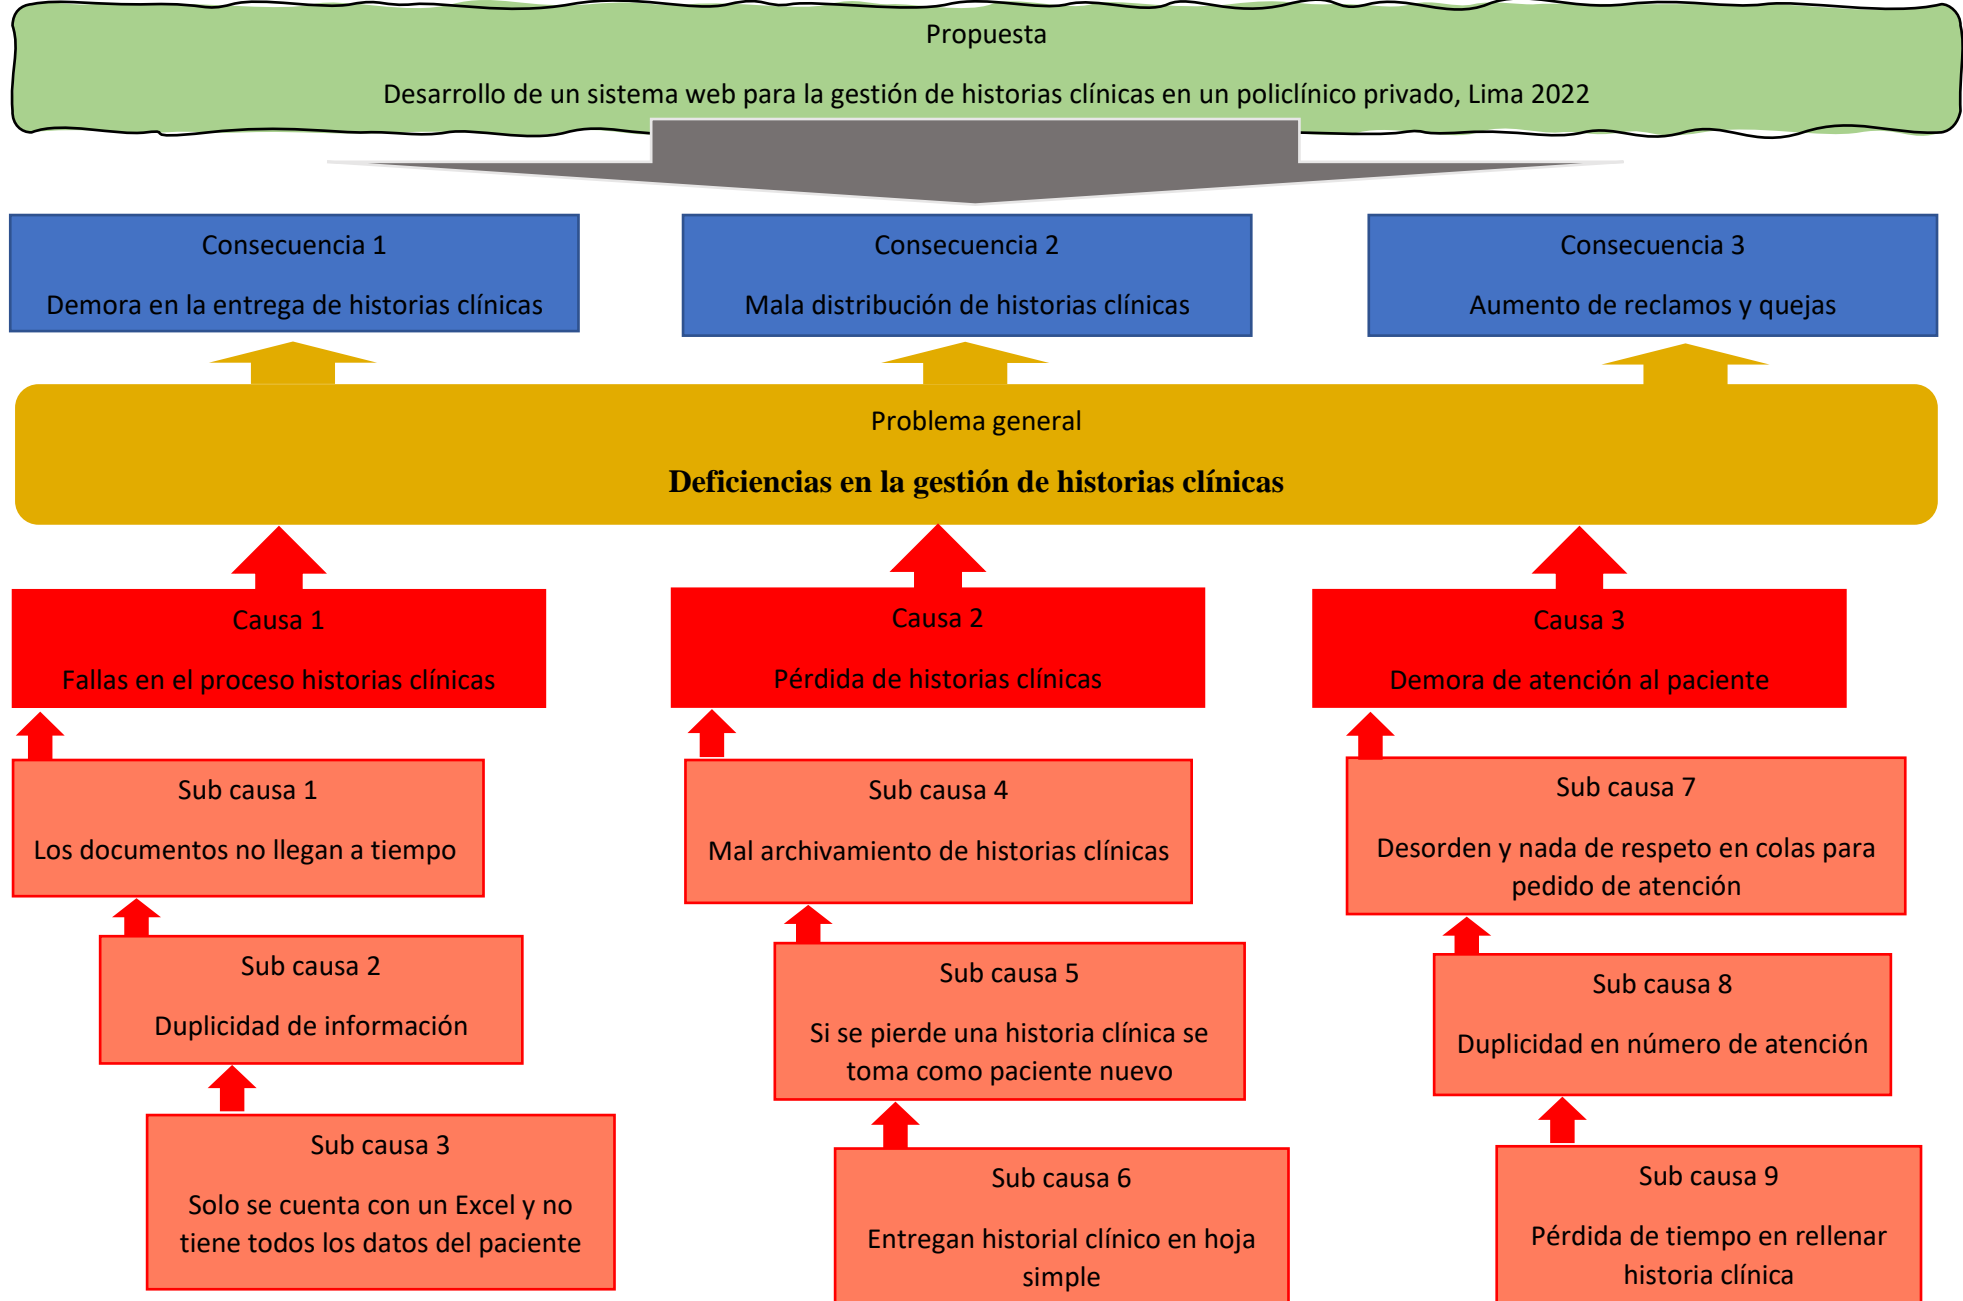 Propuesta
Desarrollo de un sistema web para la gestión de historias clínicas en un policlínico privado, Lima 2022
Consecuencia 1
Demora en la entrega de historias clínicas
Consecuencia 2
Mala distribución de historias clínicas
Consecuencia 3
Aumento de reclamos y quejas
Problema general
Deficiencias en la gestión de historias clínicas
Causa 1
Fallas en el proceso historias clínicas
Causa 2
Pérdida de historias clínicas
Causa 3
Demora de atención al paciente
Sub causa 1
Los documentos no llegan a tiempo
Sub causa 4
Mal archivamiento de historias clínicas
Sub causa 7
Desorden y nada de respeto en colas para
pedido de atención
Sub causa 2
Duplicidad de información
Sub causa 5
Si se pierde una historia clínica se
toma como paciente nuevo
Sub causa 8
Duplicidad en número de atención
Sub causa 3
Solo se cuenta con un Excel y no
tiene todos los datos del paciente
Sub causa 6
Entregan historial clínico en hoja
simple
Sub causa 9
Pérdida de tiempo en rellenar
historia clínica